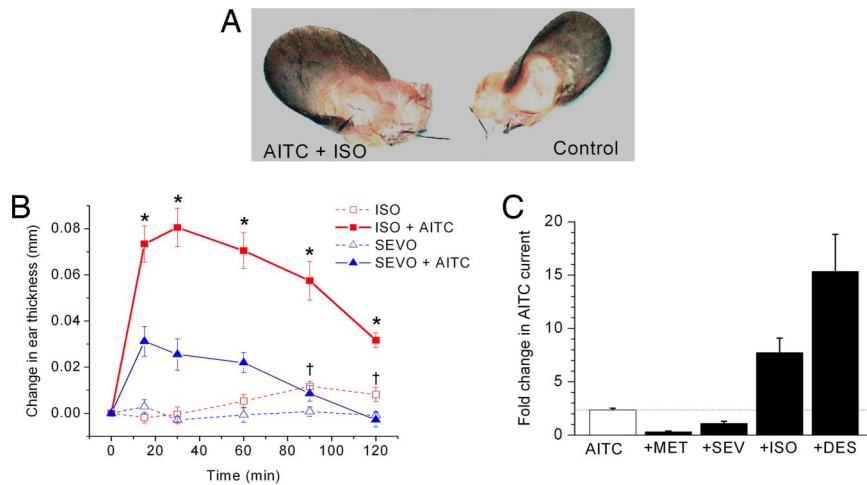 A
AITC + ISO
Control
B
Change in ear thickness (mm)
0.08
0.06
0.04
0.02
0.00
0 20 40 60 80 100 120
Time (min)
* * * * *
† †
ISO
ISO + AITC
SEVO
SEVO + AITC
C
Fold change in AITC current
20
15
10
5
0
AITC +MET +SEV +ISO +DES